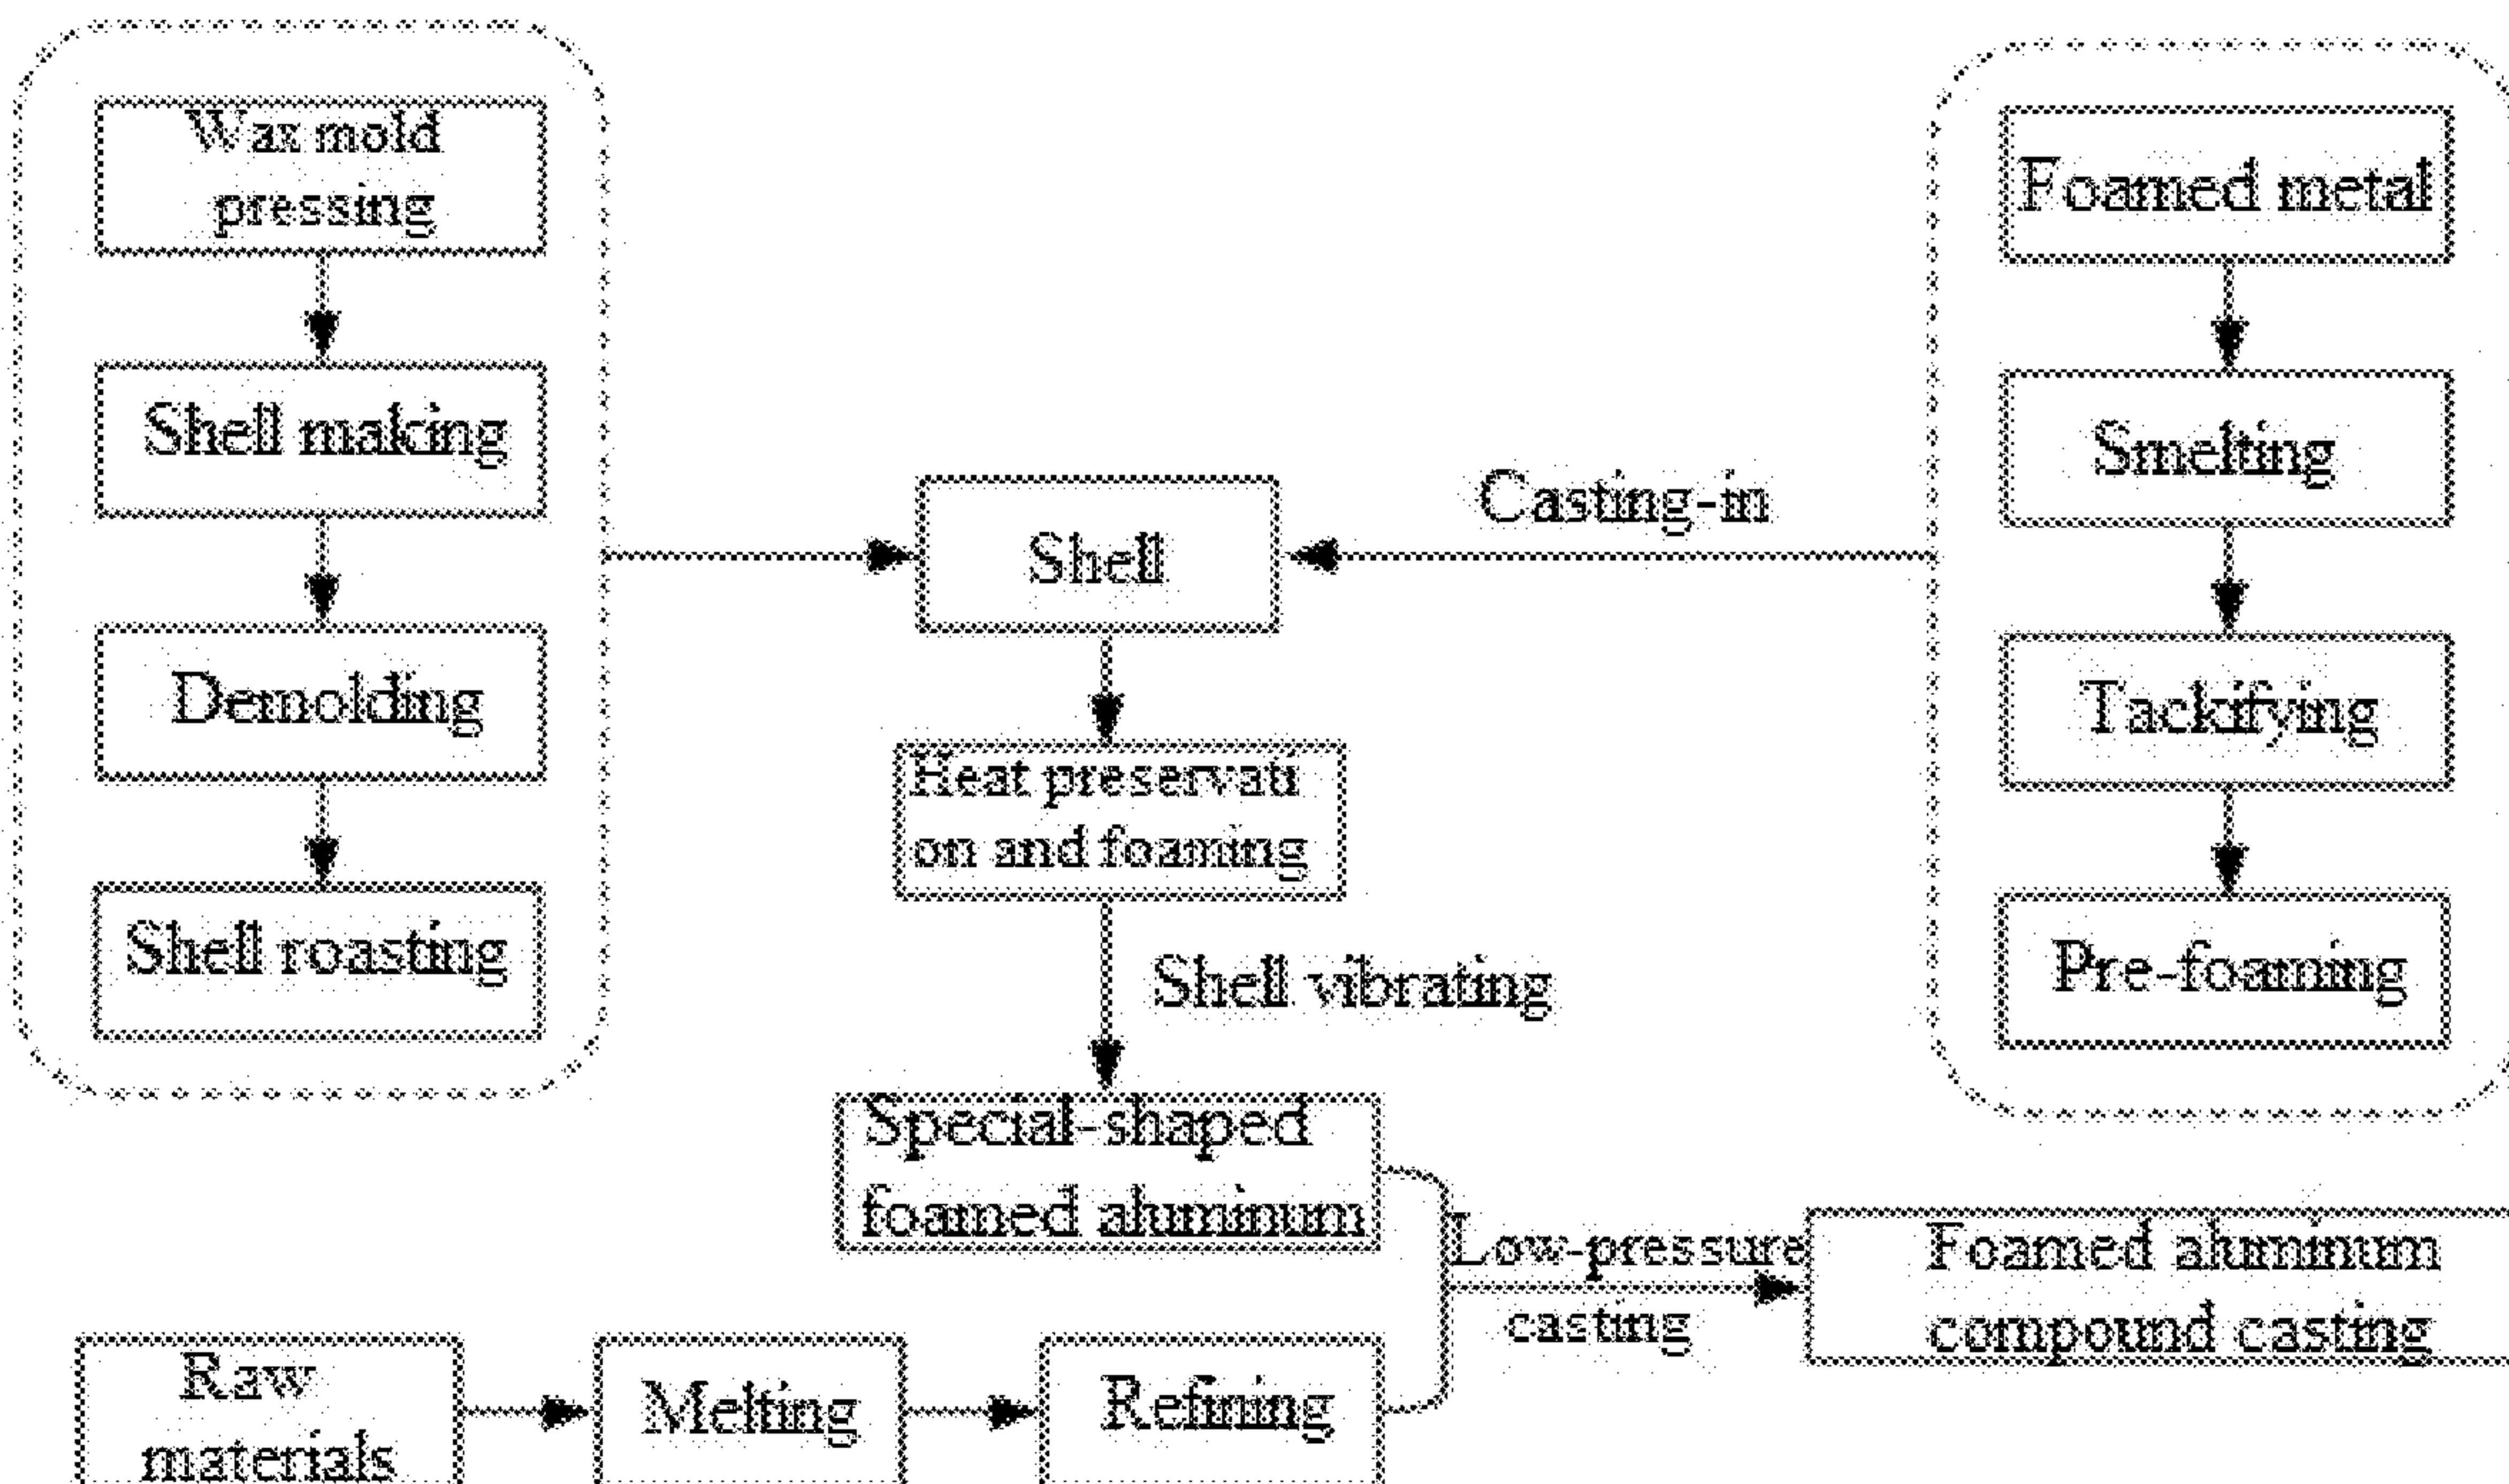 Wax mold
pressing
Shell making
Demolding
Shell roasting
Shell
Casting-in
Heat preservati
on and foaming
Shell vibrating
Special-shaped
foamed aluminum
Foamed metal
Smelting
Tackifying
Pre-foaming
Raw
materials
Melting
Refining
Low-pressure
casting
Foamed aluminum
compound casting